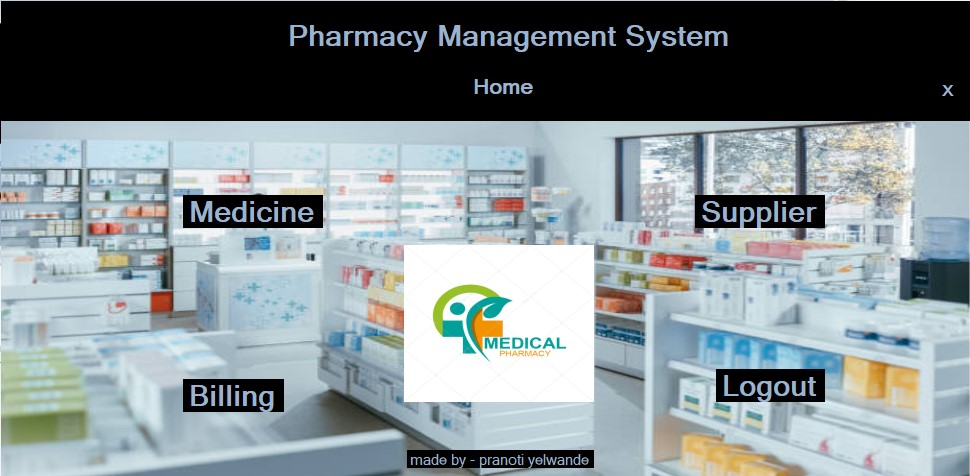 Pharmacy Management System
Home
x
Medicine
Supplier
MEDICAL
PHARMACY
Billing
Logout
made by - pranoti yelwande